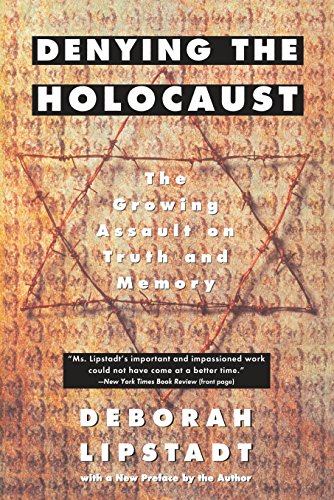 DENYING THE
HOLOCAUST
The
Growing
Assault on
Truth and
Memory
"Ms. Lipstadt's important and impassioned work
could not have come at a better time."
—New York Times Book Review (front page)
DEBORAH
LIPSTADT
with a New Preface by the Author